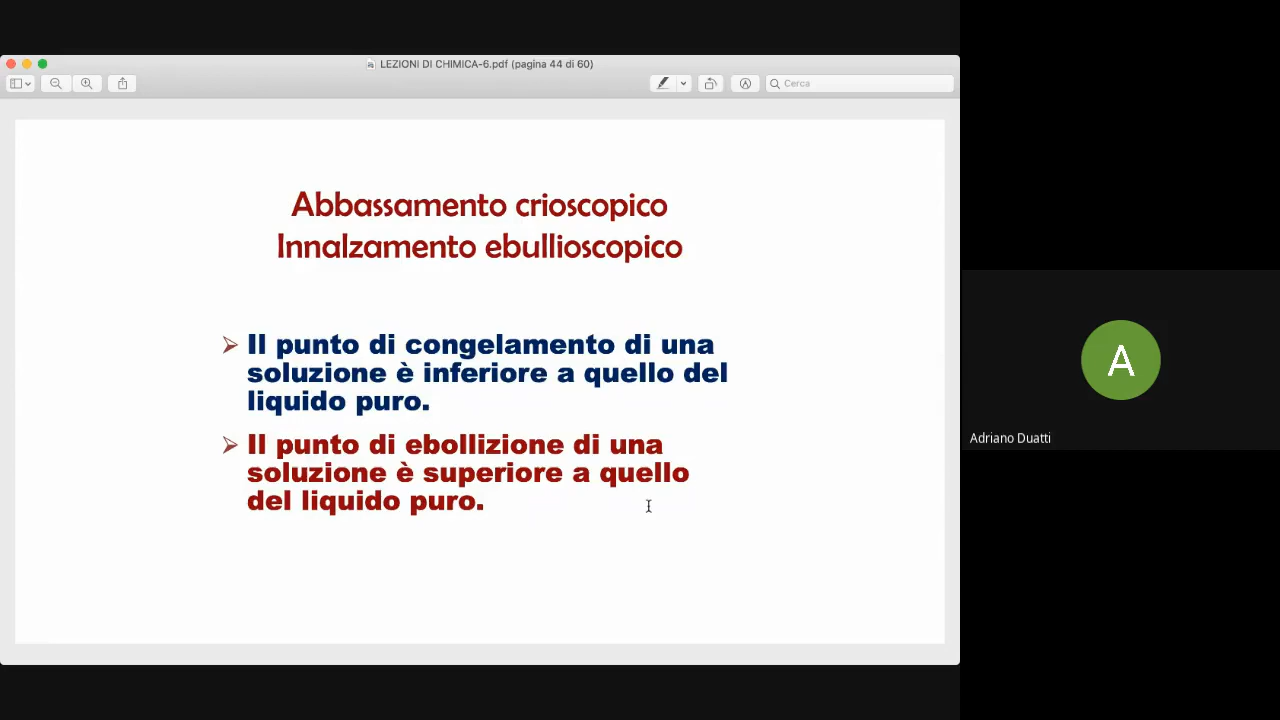 LEZIONI DI CHIMICA-6.pdf (pagina 44 di 60)
Cerca
Abbassamento crioscopico
Innalzamento ebullioscopico
Il punto di congelamento di una
soluzione è inferiore a quello del
liquido puro.
Il punto di ebollizione di una
soluzione è superiore a quello
del liquido puro.
A
Adriano Duatti